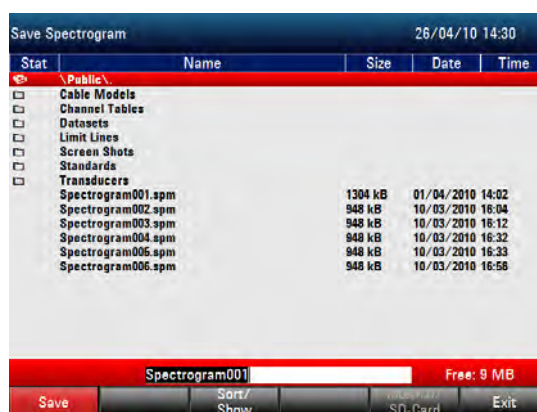 Save Spectrogram 26/04/10 14:30
Stat Name Size Date Time
\Public\.
Cable Models
Channel Tables
Datasets
Limit Lines
Screen Shots
Standards
Transducers
Spectrogram001.spm 1304 kB 01/04/2010 14:02
Spectrogram002.spm 948 kB 10/03/2010 16:04
Spectrogram003.spm 948 kB 10/03/2010 16:12
Spectrogram004.spm 948 kB 10/03/2010 16:32
Spectrogram005.spm 948 kB 10/03/2010 16:33
Spectrogram006.spm 948 kB 10/03/2010 16:56
Spectrogram001 Free: 9 MB
Save Sort/ Show SD-Card Exit